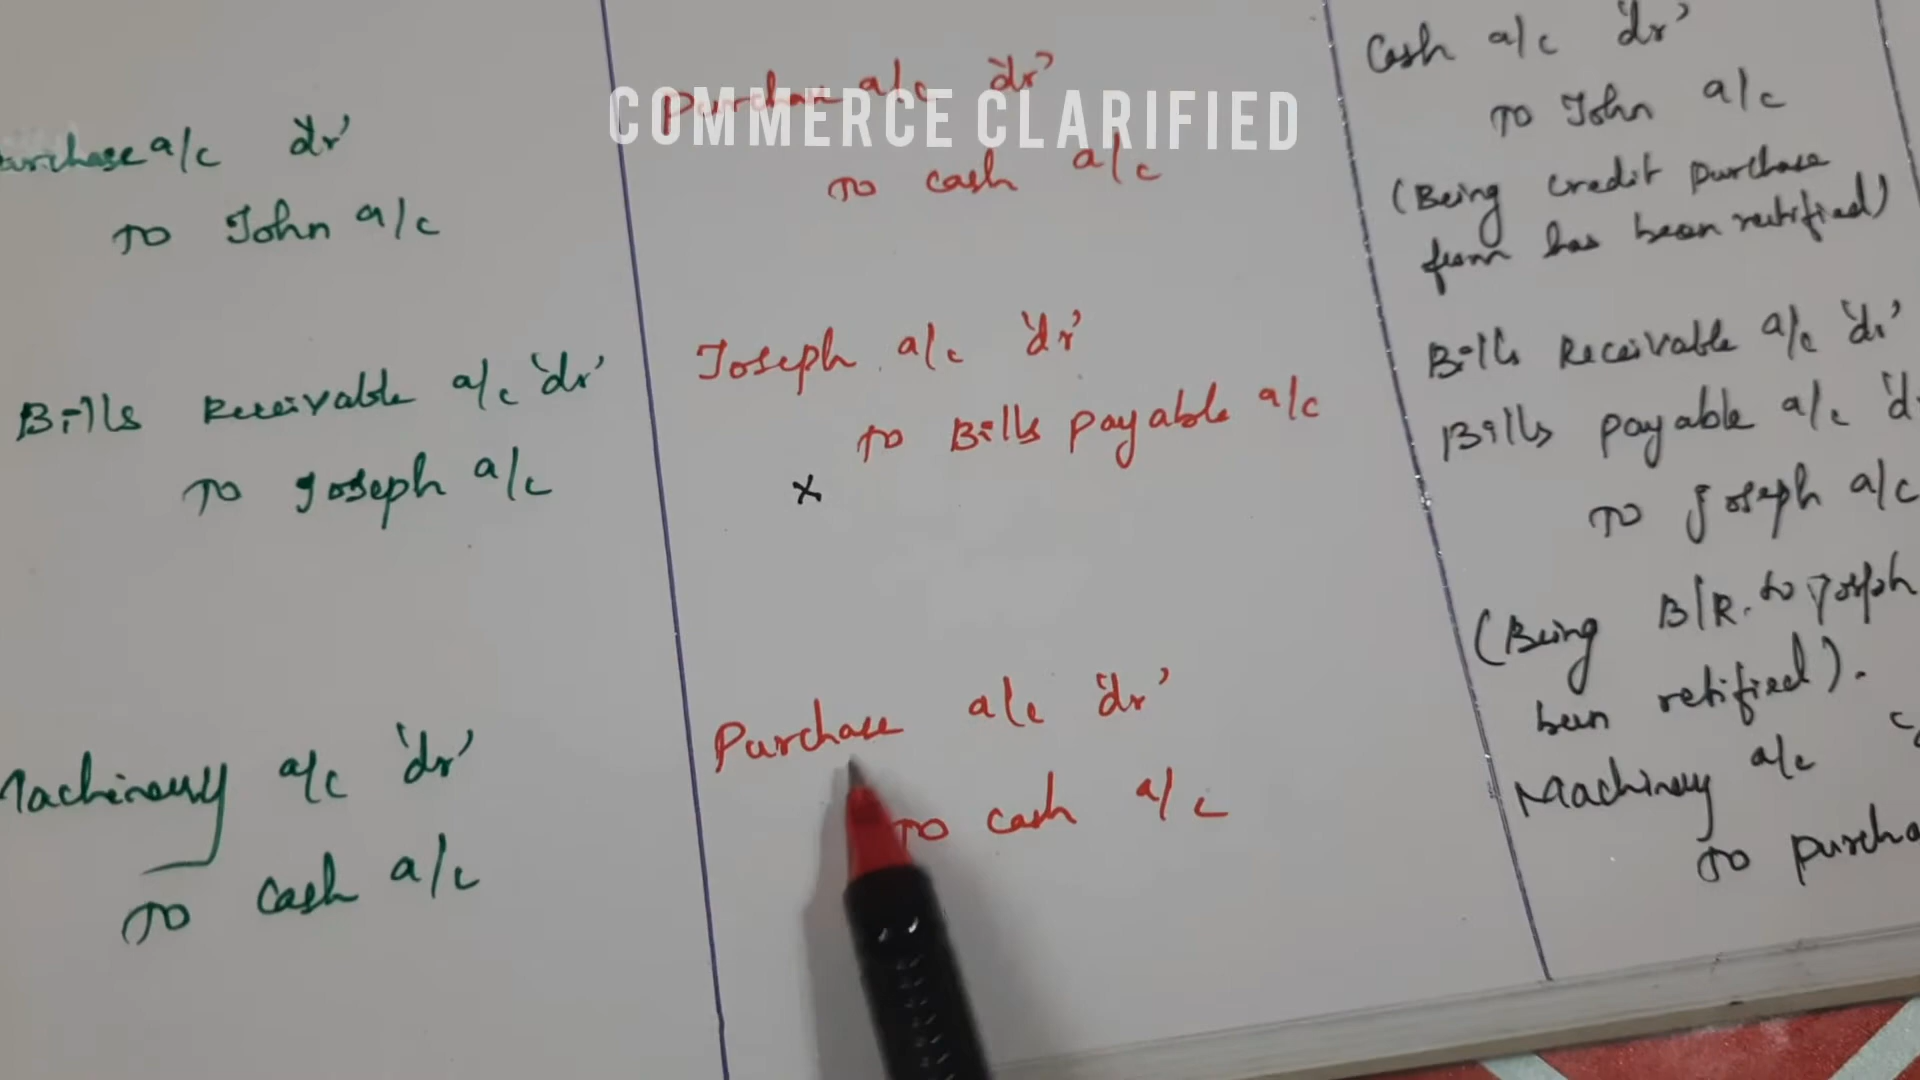 COMMERCE CLARIFIED
urchase a/c 'dr'
To John a/c
Bills Receivable a/c 'dr'
To Joseph a/c
Machinery a/c 'dr'
To cash a/c
Purchase a/c 'dr'
To cash a/c
Joseph a/c 'dr'
To Bills payable a/c
x
Purchase a/c 'dr'
To cash a/c
Cash a/c 'dr'
To John a/c
(Being credit purchase
from has been rectified)
Bills Receivable a/c 'dr'
Bills payable a/c 'd
To Joseph a/c
(Being B/R. to Joseph
been retified).
Machinery a/c
To purcha